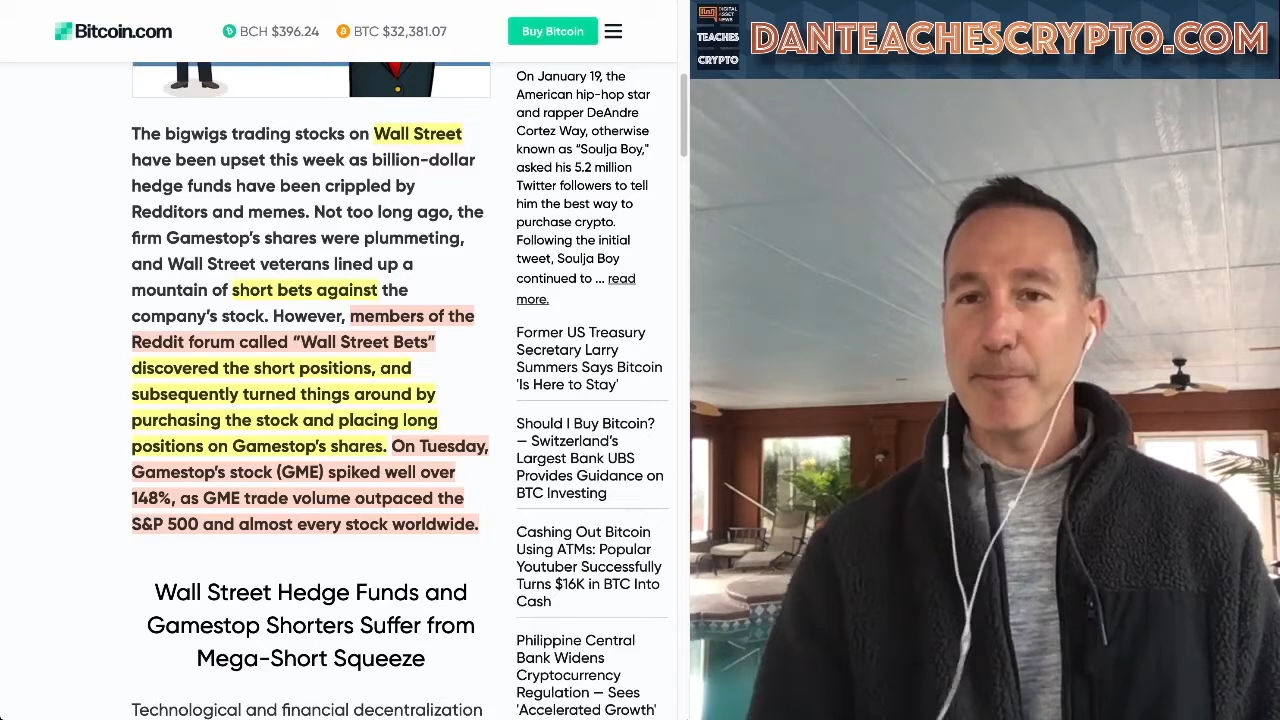 Bitcoin.com
BCH $396.24
BTC $32,381.07
Buy Bitcoin
DIGITAL ASSET NEWS
TEACHES
CRYPTO
DANTEACHESCRYPTO.COM
The bigwigs trading stocks on Wall Street
have been upset this week as billion-dollar
hedge funds have been crippled by
Redditors and memes. Not too long ago, the
firm Gamestop’s shares were plummeting,
and Wall Street veterans lined up a
mountain of short bets against the
company’s stock. However, members of the
Reddit forum called “Wall Street Bets”
discovered the short positions, and
subsequently turned things around by
purchasing the stock and placing long
positions on Gamestop’s shares. On Tuesday,
Gamestop’s stock (GME) spiked well over
148%, as GME trade volume outpaced the
S&P 500 and almost every stock worldwide.
Wall Street Hedge Funds and
Gamestop Shorters Suffer from
Mega-Short Squeeze
Technological and financial decentralization
On January 19, the
American hip-hop star
and rapper DeAndre
Cortez Way, otherwise
known as “Soulja Boy,”
asked his 5.2 million
Twitter followers to tell
him the best way to
purchase crypto.
Following the initial
tweet, Soulja Boy
continued to ... read
more.
Former US Treasury
Secretary Larry
Summers Says Bitcoin
'Is Here to Stay'
Should I Buy Bitcoin?
— Switzerland’s
Largest Bank UBS
Provides Guidance on
BTC Investing
Cashing Out Bitcoin
Using ATMs: Popular
Youtuber Successfully
Turns $16K in BTC Into
Cash
Philippine Central
Bank Widens
Cryptocurrency
Regulation — Sees
'Accelerated Growth'